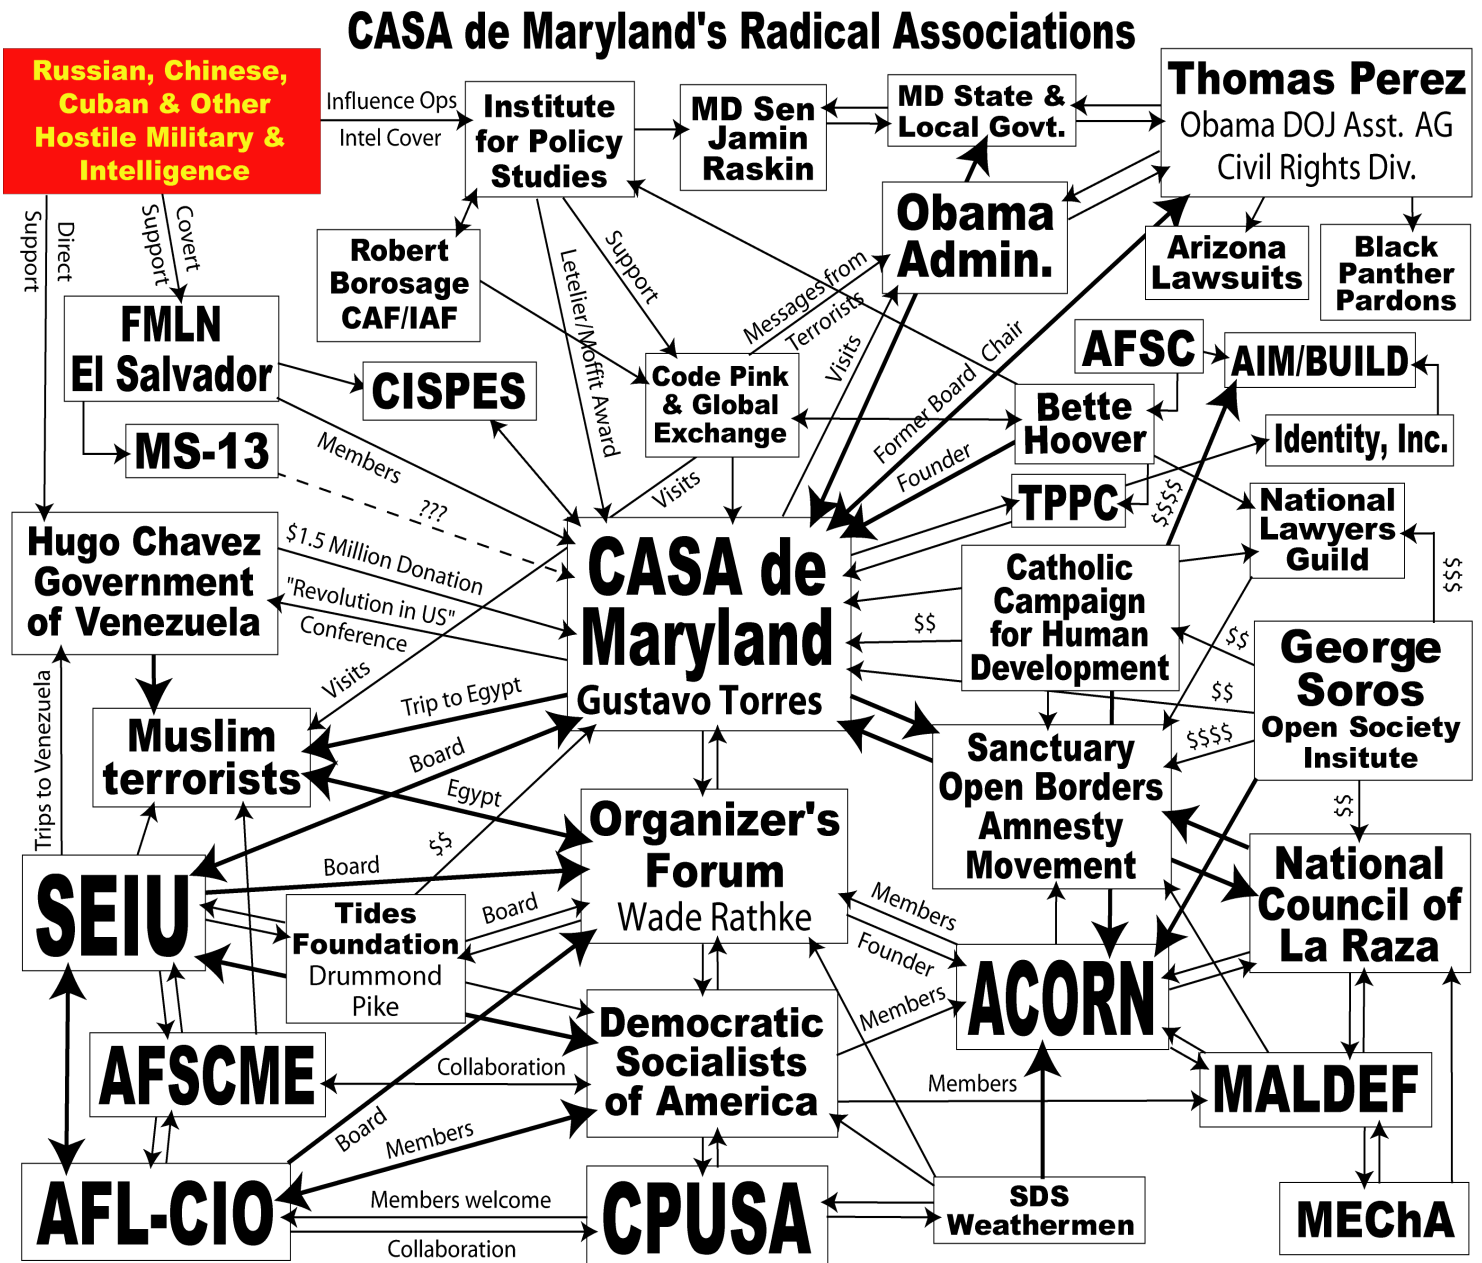 CASA de Maryland's Radical Associations
Russian, Chinese,
Cuban & Other
Hostile Military &
Intelligence
Influence Ops
Intel Cover
Institute
for Policy
Studies
MD Sen
Jamin
Raskin
MD State &
Local Govt.
Thomas Perez
Obama DOJ Asst. AG
Civil Rights Div.
Direct
Support
Covert
Support
Robert
Borosage
CAF/IAF
Letelier/Moffit Award
Support
Obama
Admin.
Messages from
Terrorists
Visits
Arizona
Lawsuits
Black
Panther
Pardons
FMLN
El Salvador
CISPES
Code Pink
& Global
Exchange
Former Board Chair
AFSC
AIM/BUILD
Bette
Hoover
Identity, Inc.
MS-13
Members
???
Visits
Founder
TPPC
$$$$
National
Lawyers
Guild
Hugo Chavez
Government
of Venezuela
$1.5 Million Donation
"Revolution in US"
Conference
CASA de
Maryland
Gustavo Torres
$$
Catholic
Campaign
for Human
Development
$$$
$$
George
Soros
Open Society
Insitute
Visits
Trip to Egypt
$$
$$$$
Trips to Venezuela
Muslim
terrorists
Board
Egypt
$$
Sanctuary
Open Borders
Amnesty
Movement
$$
Organizer's
Forum
Wade Rathke
National
Council of
La Raza
SEIU
Board
Tides
Foundation
Drummond
Pike
Board
Members
Founder
Members
ACORN
AFSCME
Collaboration
Democratic
Socialists
of America
Members
MALDEF
Board
Members
AFL-CIO
Members welcome
Collaboration
CPUSA
SDS
Weathermen
MEChA